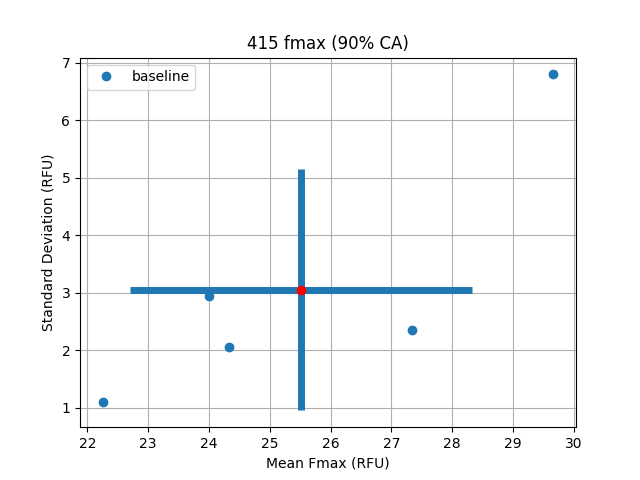 415 fmax (90% CA)
baseline
7
6
5
4
3
2
1
Standard Deviation (RFU)
22 23 24 25 26 27 28 29 30
Mean Fmax (RFU)